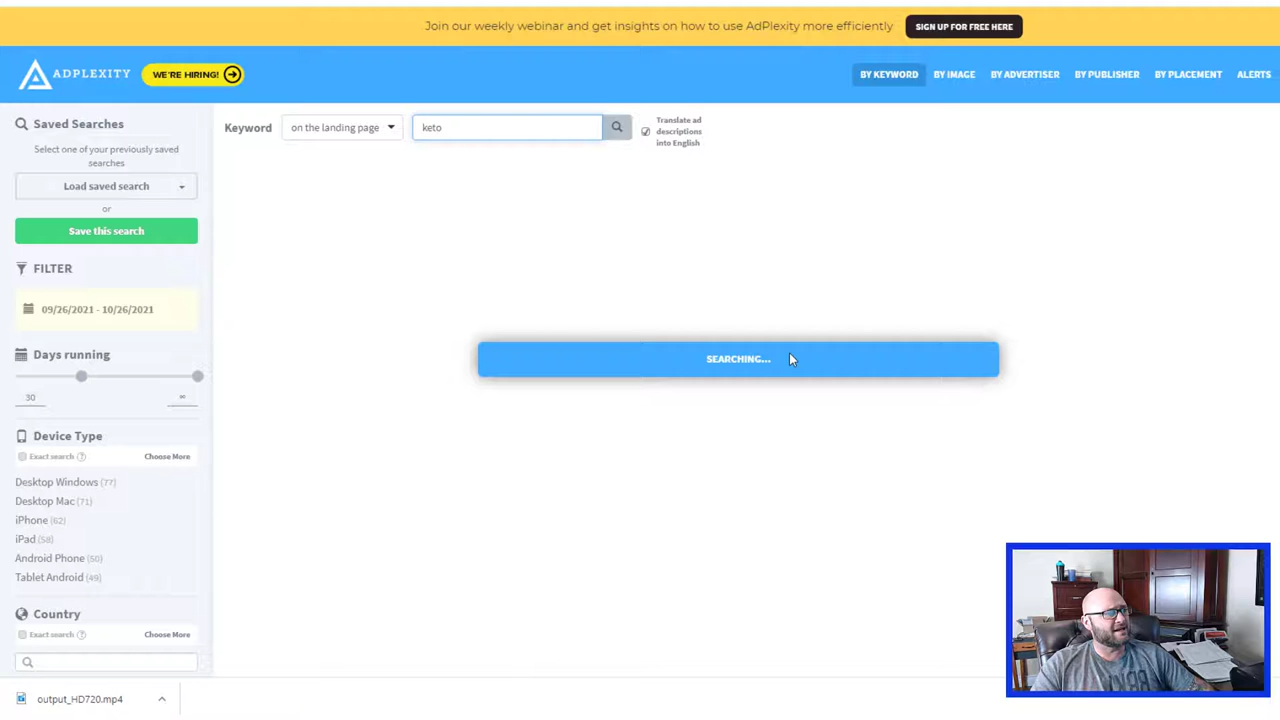 Join our weekly webinar and get insights on how to use AdPlexity more efficiently SIGN UP FOR FREE HERE
ADPLEXITY WE'RE HIRING! BY KEYWORD BY IMAGE BY ADVERTISER BY PUBLISHER BY PLACEMENT ALERTS
Saved Searches
Select one of your previously saved
searches
Load saved search
or
Save this search
Keyword on the landing page keto
Translate ad
descriptions
into English
FILTER
09/26/2021 - 10/26/2021
Days running
30 ∞
SEARCHING...
Device Type
Exact search ? Choose More
Desktop Windows (77)
Desktop Mac (71)
iPhone (62)
iPad (58)
Android Phone (50)
Tablet Android (49)
Country
Exact search ? Choose More
output_HD720.mp4